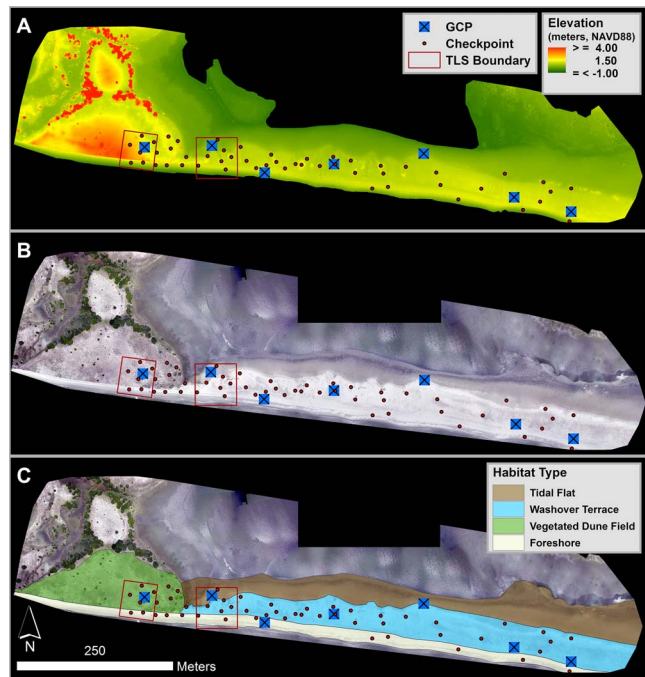 A
GCP
Checkpoint
TLS Boundary
Elevation
(meters, NAVD88)
> = 4.00
1.50
= < -1.00
B
C
Habitat Type
Tidal Flat
Washover Terrace
Vegetated Dune Field
Foreshore
N
250
Meters